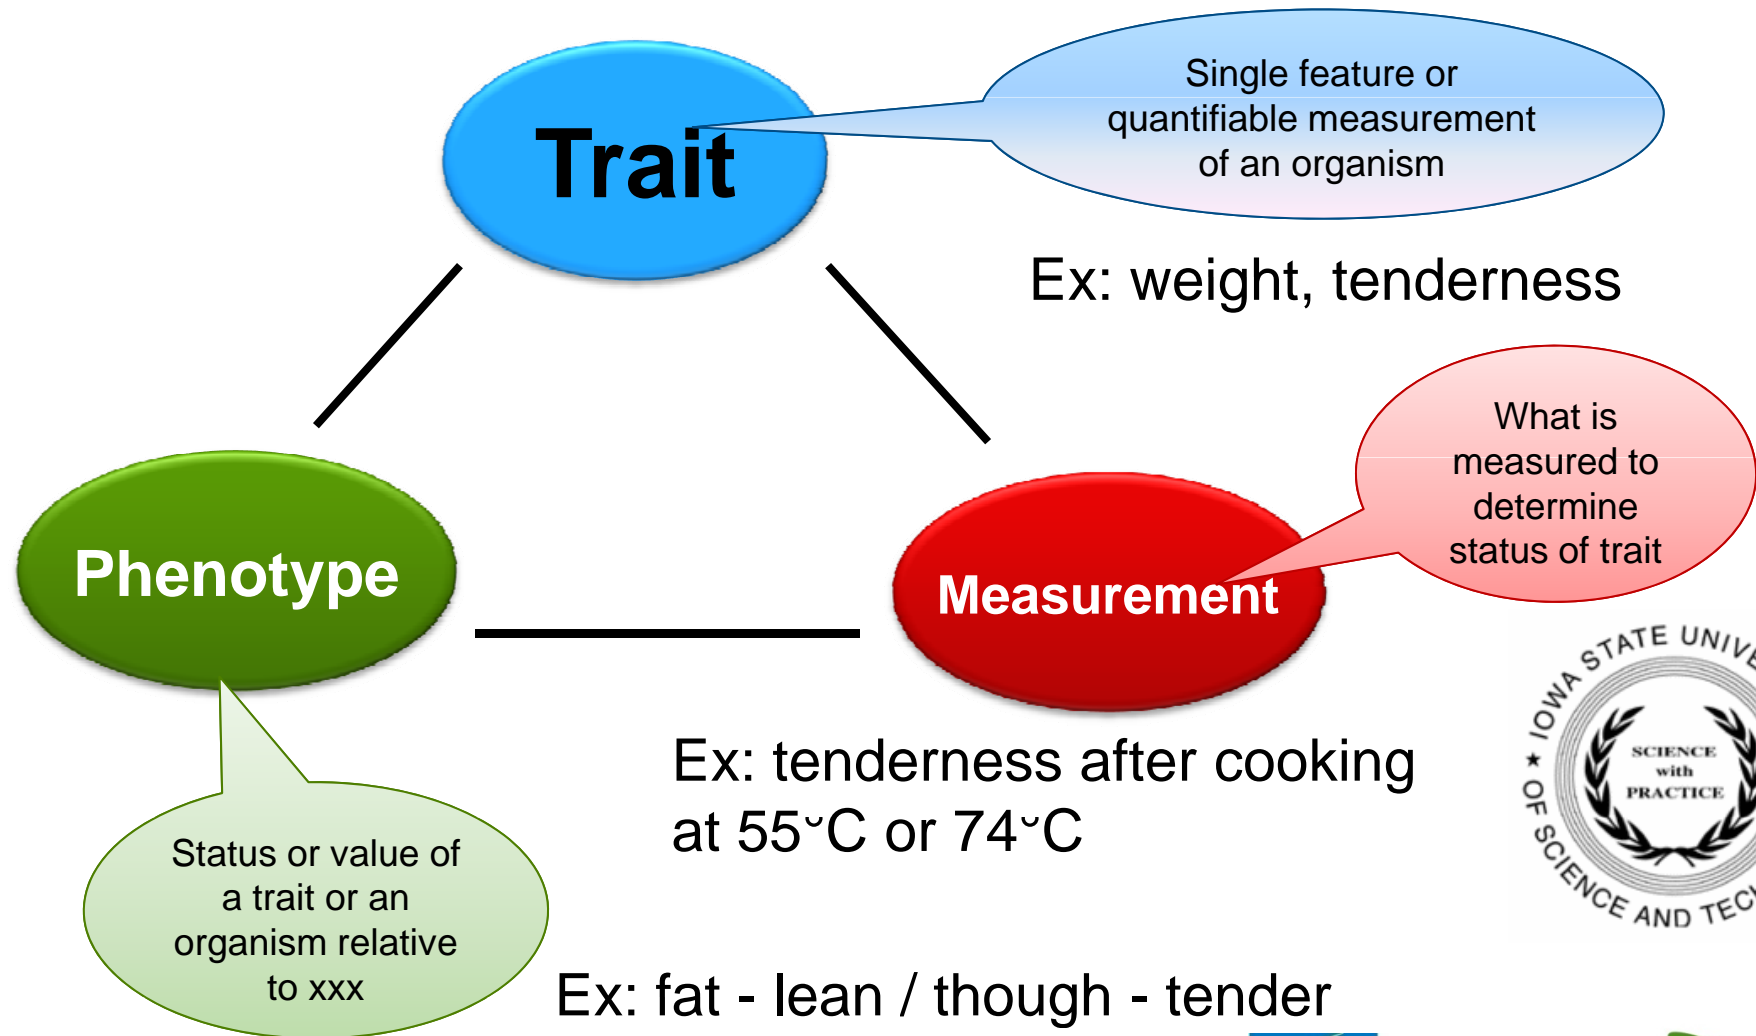 Trait
Single feature or
quantifiable measurement
of an organism
Ex: weight, tenderness
Phenotype
Measurement
What is
measured to
determine
status of trait
Ex: tenderness after cooking
at 55˘C or 74˘C
Status or value of
a trait or an
organism relative
to xxx
Ex: fat - lean / though - tender
IOWA STATE UNIVE
★ OF SCIENCE AND TECH
SCIENCE
with
PRACTICE